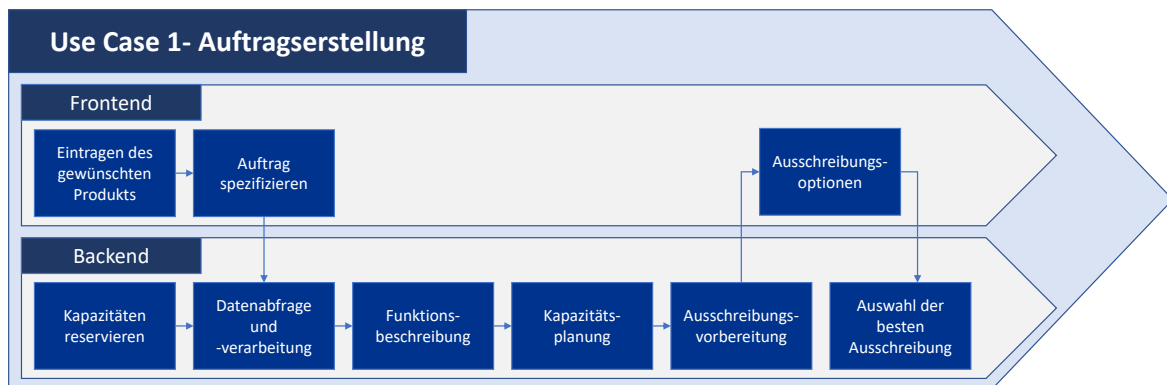 Use Case 1- Auftragserstellung
Frontend
Eintragen des
gewünschten
Produkts
Auftrag
spezifizieren
Ausschreibungs-
optionen
Backend
Kapazitäten
reservieren
Datenabfrage
und
-verarbeitung
Funktions-
beschreibung
Kapazitäts-
planung
Ausschreibungs-
vorbereitung
Auswahl der
besten
Ausschreibung